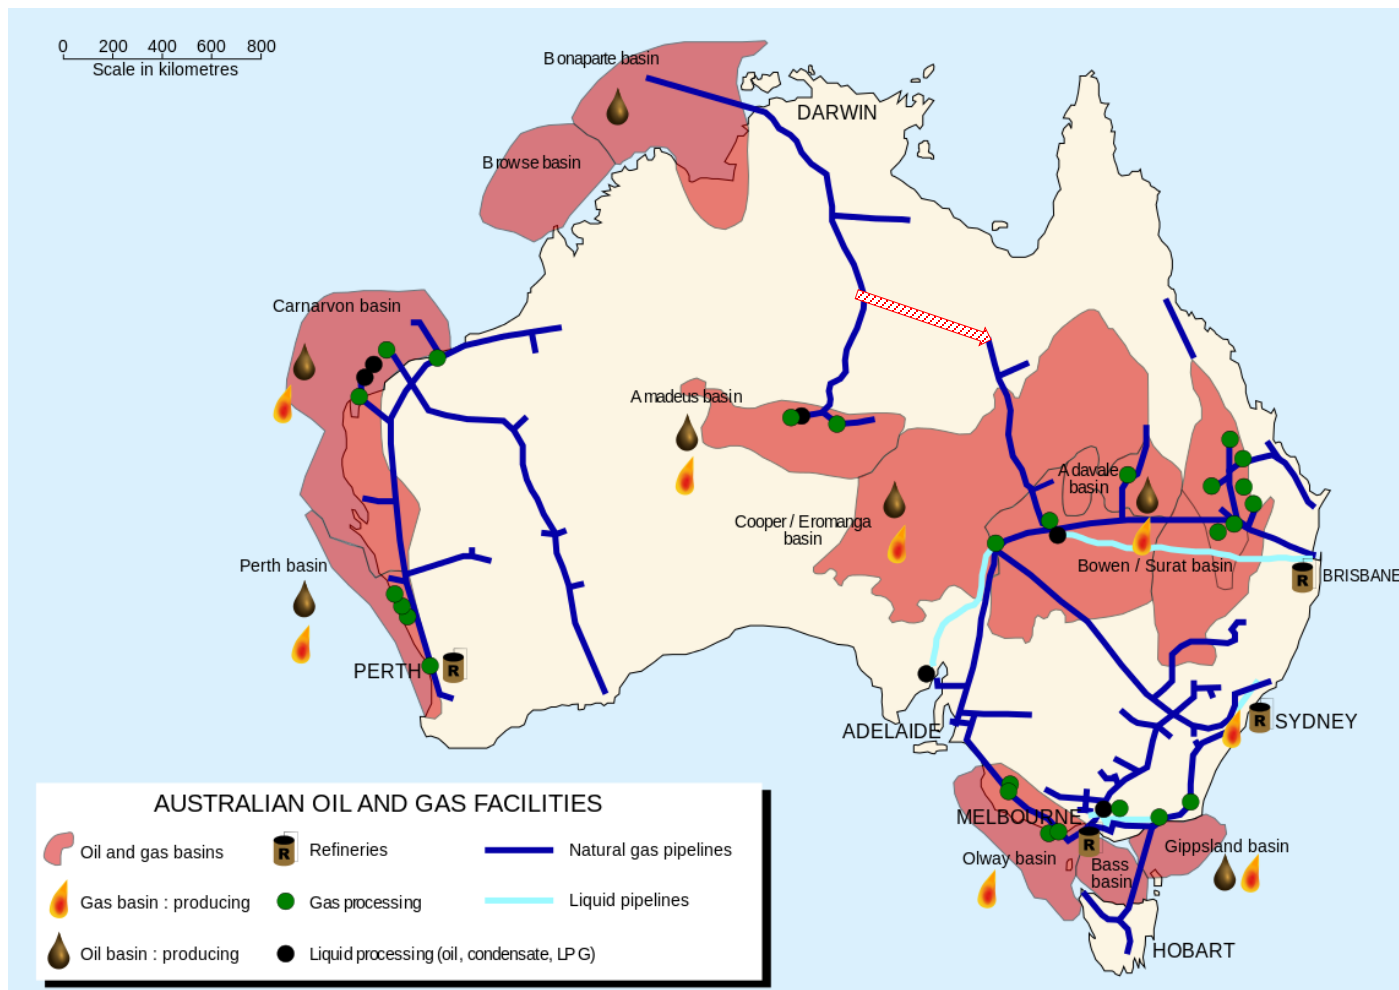 0 200 400 600 800
Scale in kilometres
Bonaparte basin
DARWIN
Browse basin
Carnarvon basin
Amadeus basin
Adavale
basin
Cooper / Eromanga
basin
Perth basin
Bowen / Surat basin
R
BRISBANE
PERTH
R
ADELAIDE
R
SYDNEY
MELBOURNE
R
Olway basin
Bass
basin
Gippsland basin
HOBART
AUSTRALIAN OIL AND GAS FACILITIES
Oil and gas basins
R
Refineries
Natural gas pipelines
Gas basin : producing
Gas processing
Liquid pipelines
Oil basin : producing
Liquid processing (oil, condensate, LPG)